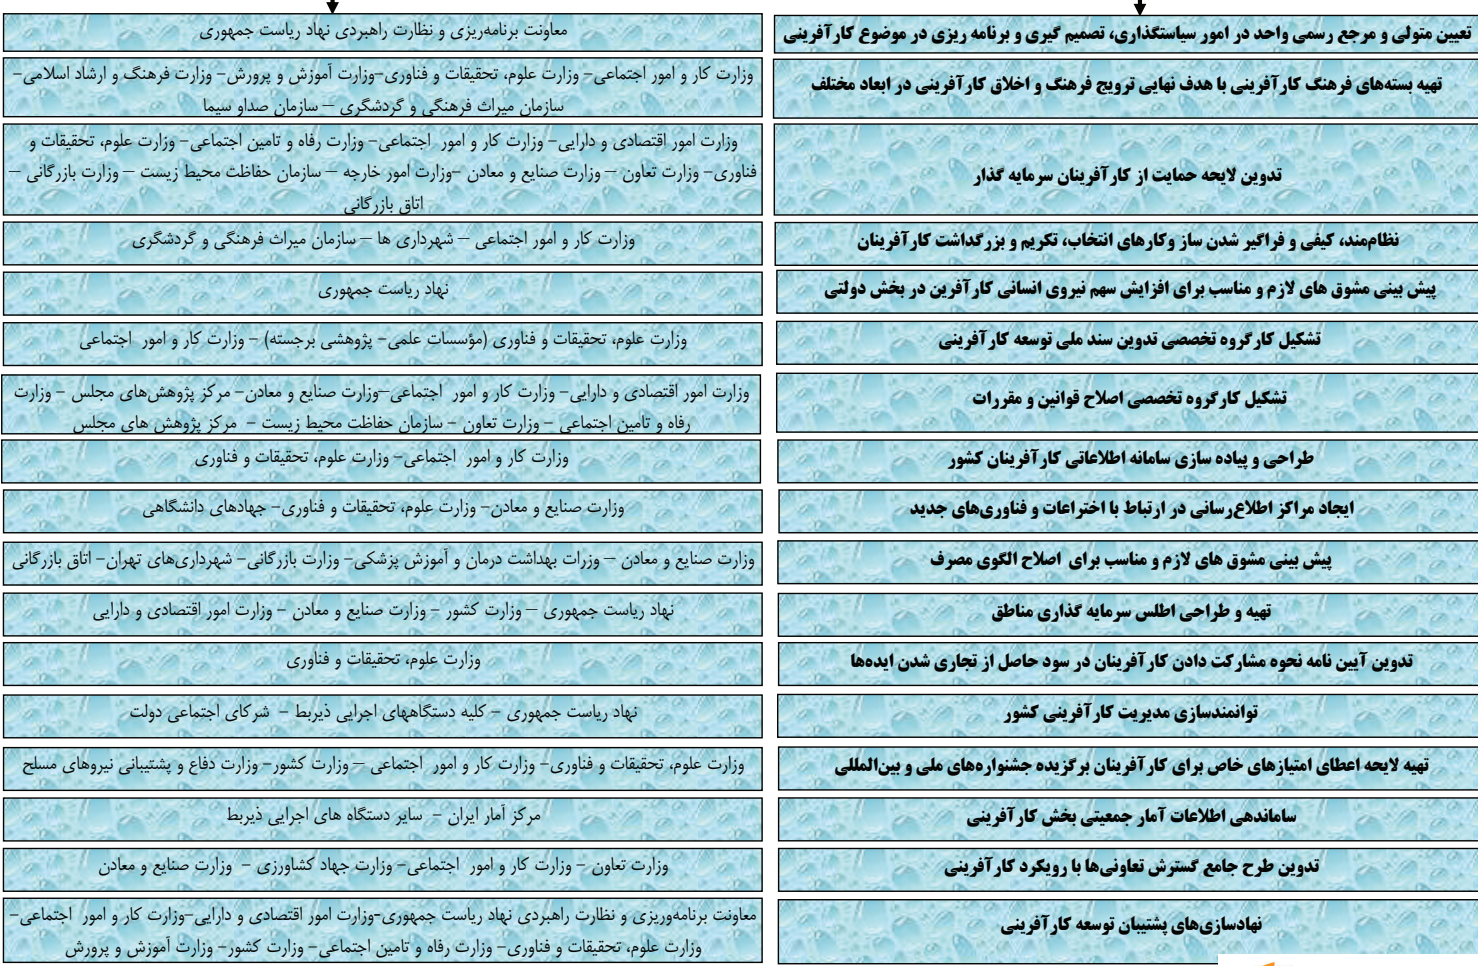 تعیین متولی و مرجع رسمی واحد در امور سیاستگذاری، تصمیم گیری و برنامه ریزی در موضوع کارآفرینی
معاونت برنامه‌ریزی و نظارت راهبردی نهاد ریاست جمهوری
تهیه بسته‌های فرهنگ کارآفرینی با هدف نهایی ترویج فرهنگ و اخلاق کارآفرینی در ابعاد مختلف
وزارت کار و امور اجتماعی– وزارت علوم، تحقیقات و فناوری–وزارت آموزش و پرورش– وزارت فرهنگ و ارشاد اسلامی–
سازمان میراث فرهنگی و گردشگری – سازمان صداو سیما
تدوین لایحه حمایت از کارآفرینان سرمایه گذار
وزارت امور اقتصادی و دارایی– وزارت کار و امور اجتماعی– وزارت رفاه و تامین اجتماعی– وزارت علوم، تحقیقات و
فناوری– وزارت تعاون – وزارت صنایع و معادن –وزارت امور خارجه – سازمان حفاظت محیط زیست – وزارت بازرگانی –
اتاق بازرگانی
نظام‌مند، کیفی و فراگیر شدن ساز وکارهای انتخاب، تکریم و بزرگداشت کارآفرینان
وزارت کار و امور اجتماعی – شهرداری ها – سازمان میراث فرهنگی و گردشگری
پیش بینی مشوق های لازم و مناسب برای افزایش سهم نیروی انسانی کارآفرین در بخش دولتی
نهاد ریاست جمهوری
تشکیل کارگروه تخصصی تدوین سند ملی توسعه کارآفرینی
وزارت علوم، تحقیقات و فناوری (مؤسسات علمی– پژوهشی برجسته) – وزارت کار و امور اجتماعی
تشکیل کارگروه تخصصی اصلاح قوانین و مقررات
وزارت امور اقتصادی و دارایی– وزارت کار و امور اجتماعی–وزارت صنایع و معادن– مرکز پژوهش‌های مجلس – وزارت
رفاه و تامین اجتماعی – وزارت تعاون – سازمان حفاظت محیط زیست – مرکز پژوهش های مجلس
طراحی و پیاده سازی سامانه اطلاعاتی کارآفرینان کشور
وزارت کار و امور اجتماعی– وزارت علوم، تحقیقات و فناوری
ایجاد مراکز اطلاع‌رسانی در ارتباط با اختراعات و فناوری‌های جدید
وزارت صنایع و معادن– وزارت علوم، تحقیقات و فناوری– جهادهای دانشگاهی
پیش بینی مشوق های لازم و مناسب برای اصلاح الگوی مصرف
وزارت صنایع و معادن – وزرات بهداشت درمان و آموزش پزشکی– وزارت بازرگانی– شهرداری‌های تهران– اتاق بازرگانی
تهیه و طراحی اطلس سرمایه گذاری مناطق
نهاد ریاست جمهوری – وزارت کشور – وزارت صنایع و معادن – وزارت امور اقتصادی و دارایی
تدوین آیین نامه نحوه مشارکت دادن کارآفرینان در سود حاصل از تجاری شدن ایده‌ها
وزارت علوم، تحقیقات و فناوری
توانمندسازی مدیریت کارآفرینی کشور
نهاد ریاست جمهوری – کلیه دستگاههای اجرایی ذیربط – شرکای اجتماعی دولت
تهیه لایحه اعطای امتیازهای خاص برای کارآفرینان برگزیده جشنواره‌های ملی و بین‌المللی
وزارت علوم، تحقیقات و فناوری– وزارت کار و امور اجتماعی – وزارت کشور– وزارت دفاع و پشتیبانی نیروهای مسلح
ساماندهی اطلاعات آمار جمعیتی بخش کارآفرینی
مرکز آمار ایران – سایر دستگاه های اجرایی ذیربط
تدوین طرح جامع گسترش تعاونی‌ها با رویکرد کارآفرینی
وزارت تعاون – وزارت کار و امور اجتماعی– وزارت جهاد کشاورزی – وزارت صنایع و معادن
نهادسازی‌های پشتیبان توسعه کارآفرینی
معاونت برنامه‌وریزی و نظارت راهبردی نهاد ریاست جمهوری–وزارت امور اقتصادی و دارایی–وزارت کار و امور اجتماعی–
وزارت علوم، تحقیقات و فناوری– وزارت رفاه و تامین اجتماعی– وزارت کشور– وزارت آموزش و پرورش